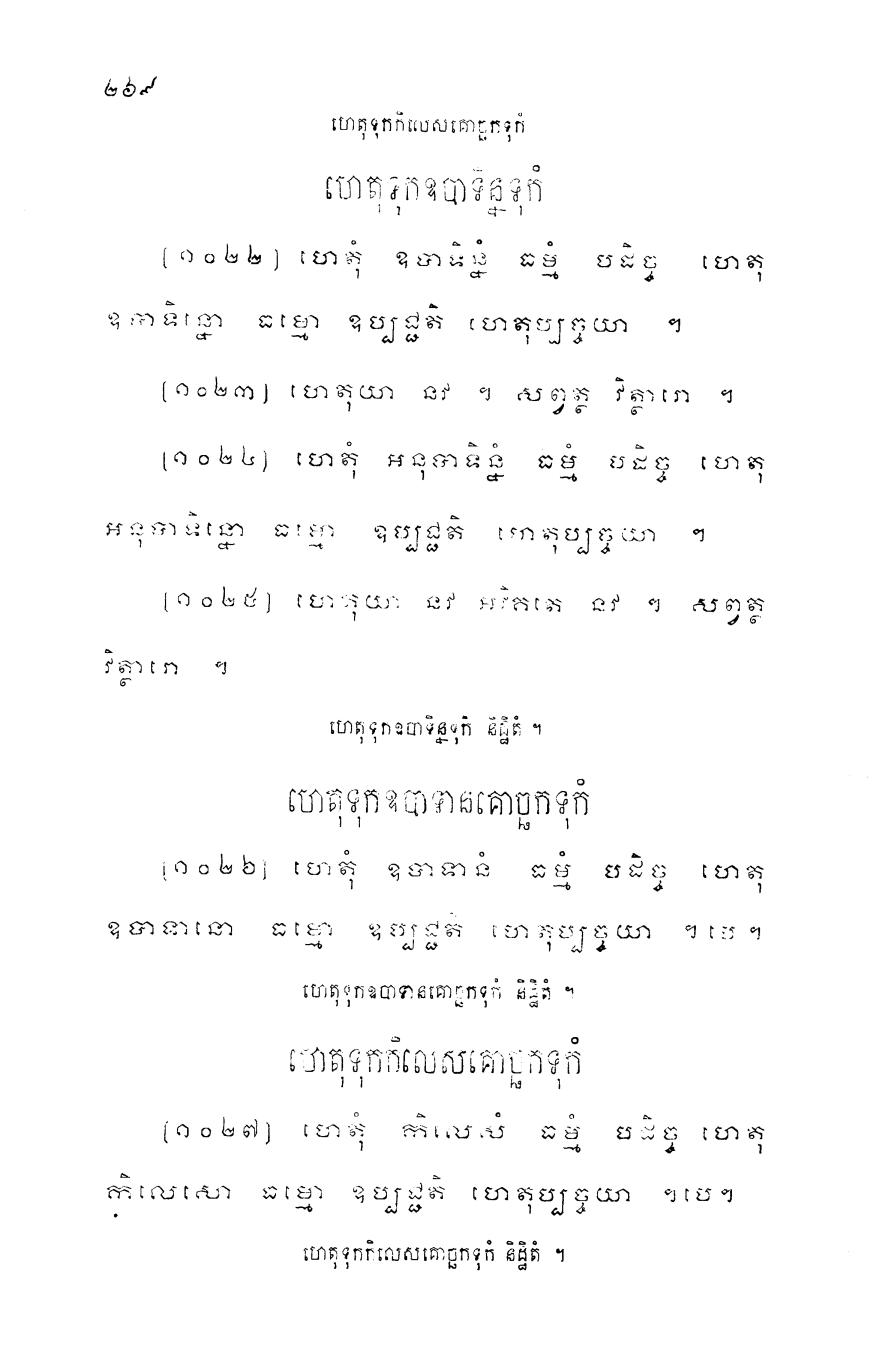 ២៦៩
ហេតុទុកកិលេសគោច្ឆកទុកំ
ហេតុទុកឧបាទិន្នទុកំ
[១០២២] ហេតុំ ឧបាទិន្នំ ធម្មំ បដិច្ច ហេតុ
ឧបាទិន្នោ ធម្មោ ឧប្បជ្ជតិ ហេតុប្បច្ចយា ។
[១០២៣] ហេតុយា នវ ។ សព្វត្ថ វិត្ថារោ ។
[១០២៤] ហេតុំ អនុបាទិន្នំ ធម្មំ បដិច្ច ហេតុ
អនុបាទិន្នោ ធម្មោ ឧប្បជ្ជតិ ហេតុប្បច្ចយា ។
[១០២៥] ហេតុយា នវ អវិគតេ នវ ។ សព្វត្ថ
វិត្ថារោ ។
ហេតុទុកឧបាទិន្នទុកំ និដ្ឋិតំ ។
ហេតុទុកឧបាទានគោច្ឆកទុកំ
[១០២៦] ហេតុំ ឧបាទានំ ធម្មំ បដិច្ច ហេតុ
ឧបាទានោ ធម្មោ ឧប្បជ្ជតិ ហេតុប្បច្ចយា ។បេ។
ហេតុទុកឧបាទានគោច្ឆកទុកំ និដ្ឋិតំ ។
ហេតុទុកកិលេសគោច្ឆកទុកំ
[១០២៧] ហេតុំ កិលេសំ ធម្មំ បដិច្ច ហេតុ
កិលេសោ ធម្មោ ឧប្បជ្ជតិ ហេតុប្បច្ចយា ។បេ។
ហេតុទុកកិលេសគោច្ឆកទុកំ និដ្ឋិតំ ។